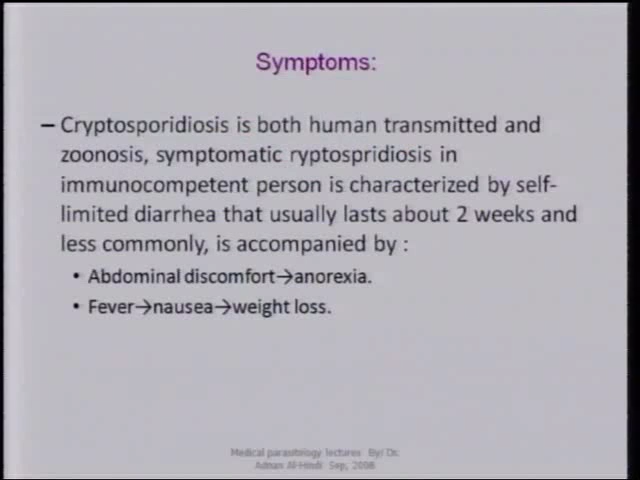 Symptoms:
– Cryptosporidiosis is both human transmitted and
zoonosis, symptomatic ryptospridiosis in
immunocompetent person is characterized by self-
limited diarrhea that usually lasts about 2 weeks and
less commonly, is accompanied by :
• Abdominal discomfort→anorexia.
• Fever→nausea→weight loss.
Medical parasitology lectures By/ Dr.
Adnan Al-Hindi Sep, 2008